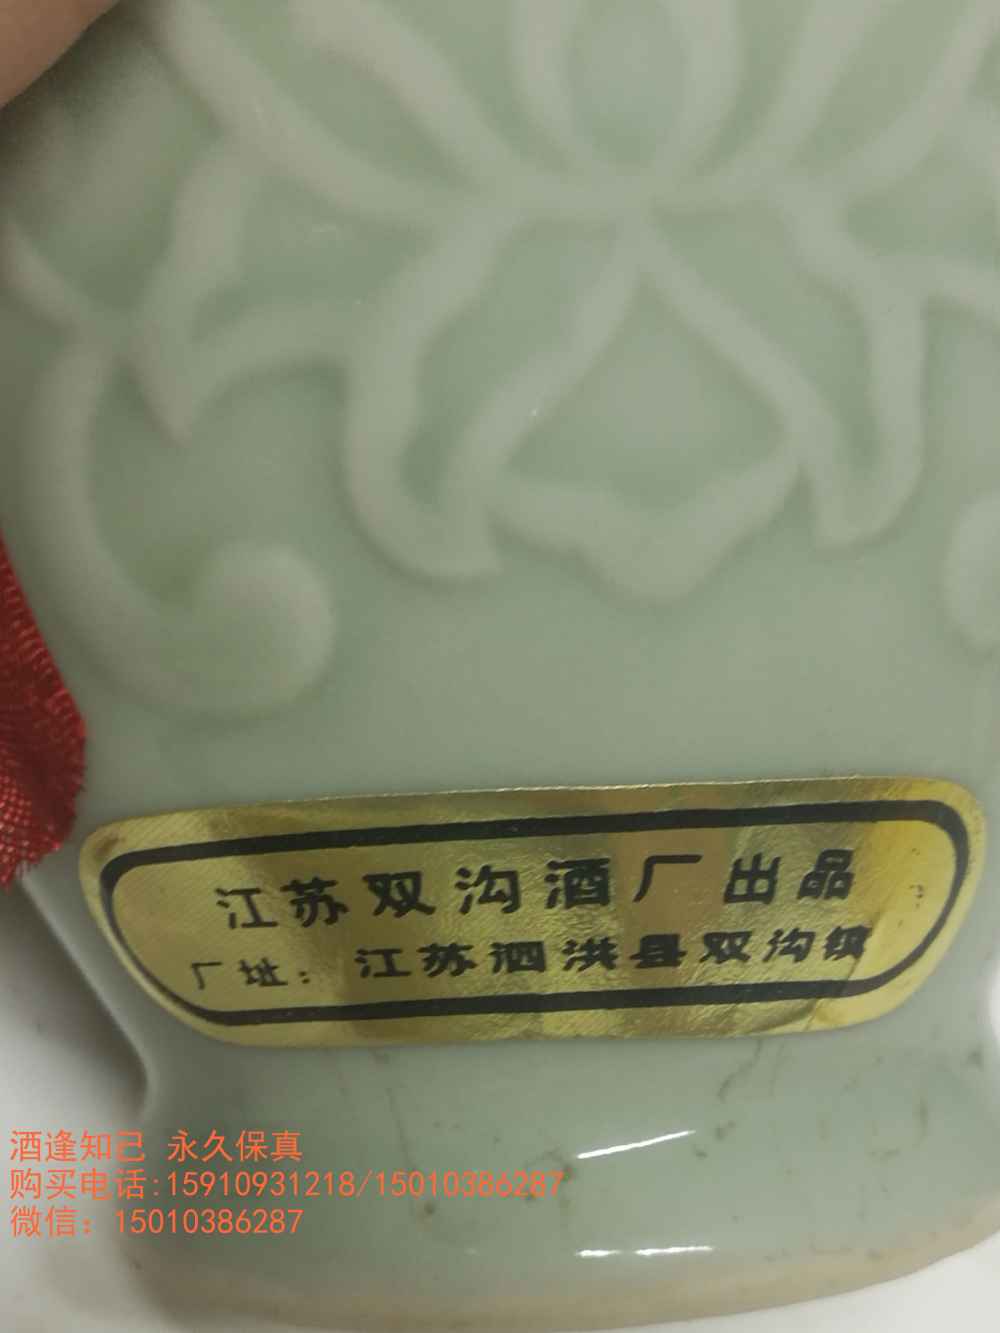 江苏双沟酒厂出品
厂址：江苏泗洪县双沟镇
酒逢知己 永久保真
购买电话:15910931218/15010386287
微信：15010386287